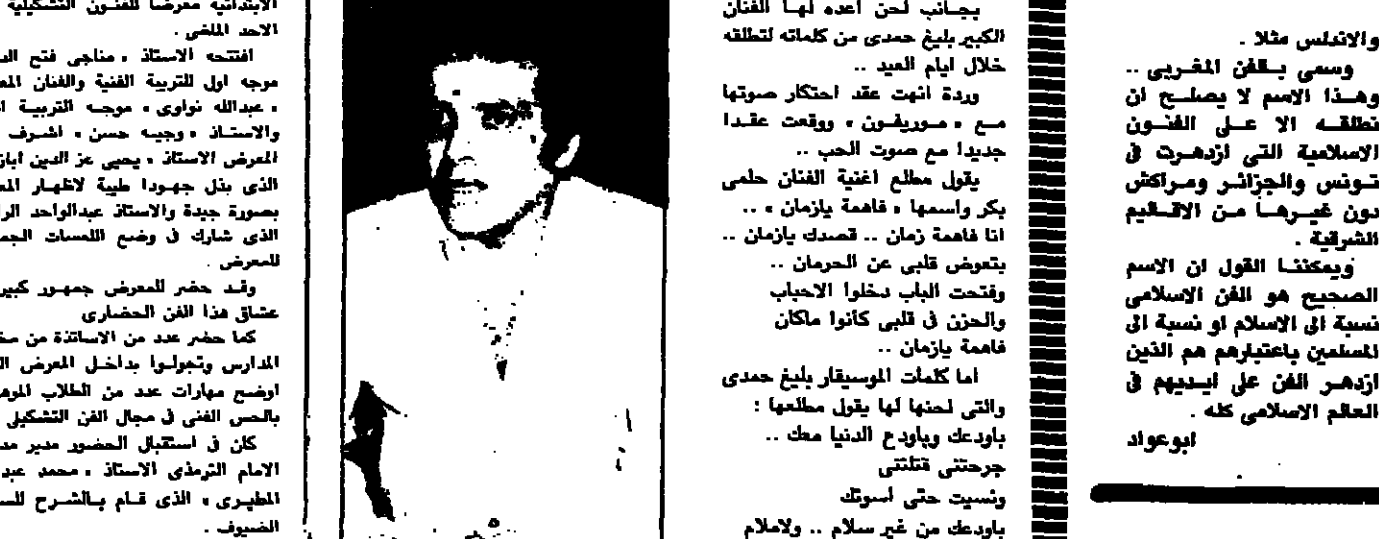 والاندلس مثلا .
وسمى بالفن المغربى ..
وهذا الاسم لا يصلح ان
نطلقه الا على الفنون
الاسلامية التى ازدهرت فى
تونس والجزائر ومراكش
دون غيرها من الاقاليم
الشرقية .
ويمكننا القول ان الاسم
الصحيح هو الفن الاسلامى
نسبة الى الاسلام او نسبة الى
المسلمين باعتبارهم هم الذين
ازدهر الفن على ايديهم فى
العالم الاسلامى كله .
ابوعواد
بجانب لحن اعده لها الفنان
الكبير بليغ حمدى من كلماته لتطلقه
خلال ايام العيد ..
وردة انهت عقد احتكار صوتها
مع « موريفون » ووقعت عقدا
جديدا مع صوت الحب ..
يقول مطلع اغنية الفنان حلمى
بكر واسمها « فاهمة يازمان » ..
انا فاهمة زمان .. قصدك يازمان ..
بتعوض قلبى عن الحرمان ..
وفتحت الباب دخلوا الاحباب
والحزن فى قلبى كأنوا ماكان
فاهمة يازمان ..
أما كلمات الموسيقار بليغ حمدى
والتى لحنها لها يقول مطلعها :
باودعك وباودع الدنيا معك ..
جرحتنى قتلتنى
ونسيت حتى أسوتك
باودعك من غير سلام .. ولاملام
الابتدائية معرضا للفنون التشكيلية
الاحد الماضى .
افتتحه الاستاذ « مناجى فتح
موجه اول للتربية الفنية والفنان
« عبدالله نواوى » موجه التربية
والاستاذ « وجيه حسن » اشرف
المعرض الاستاذ « يحيى عز الدين
الذى بذل جهودا طيبة لاظهار
بصورة جيدة والاستاذ عبدالواحد
الذى شارك فى وضع اللمسات
للمعرض .
وقد حضر للمعرض جمهور كبير
عشاق هذا الفن الحضارى
كما حضر عدد من الاساتذة من
المدارس وتجولوا بداخل المعرض
اوضح مهارات عدد من الطلاب
بالحس الفنى فى مجال الفن التشكيلى
كان فى استقبال الحضور مدير
الامام الترمذى الاستاذ « محمد
المطيرى » الذى قام بالشرح
الضيوف .